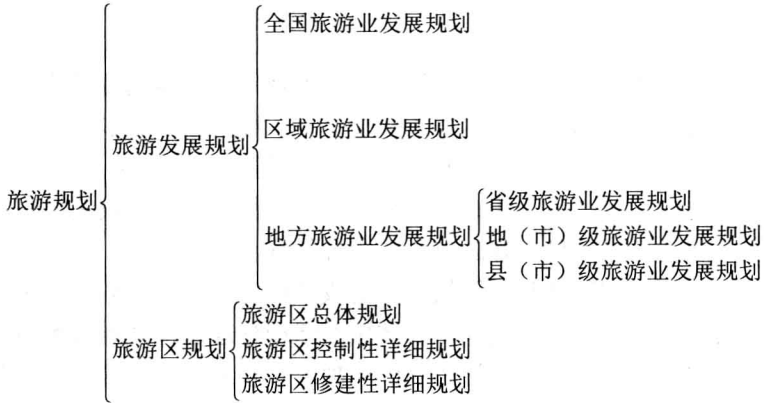 全国旅游业发展规划
区域旅游业发展规划
旅游发展规划
旅游规划
省级旅游业发展规划
地方旅游业发展规划
地（市）级旅游业发展规划
县（市）级旅游业发展规划
旅游区总体规划
旅游区规划
旅游区控制性详细规划
旅游区修建性详细规划